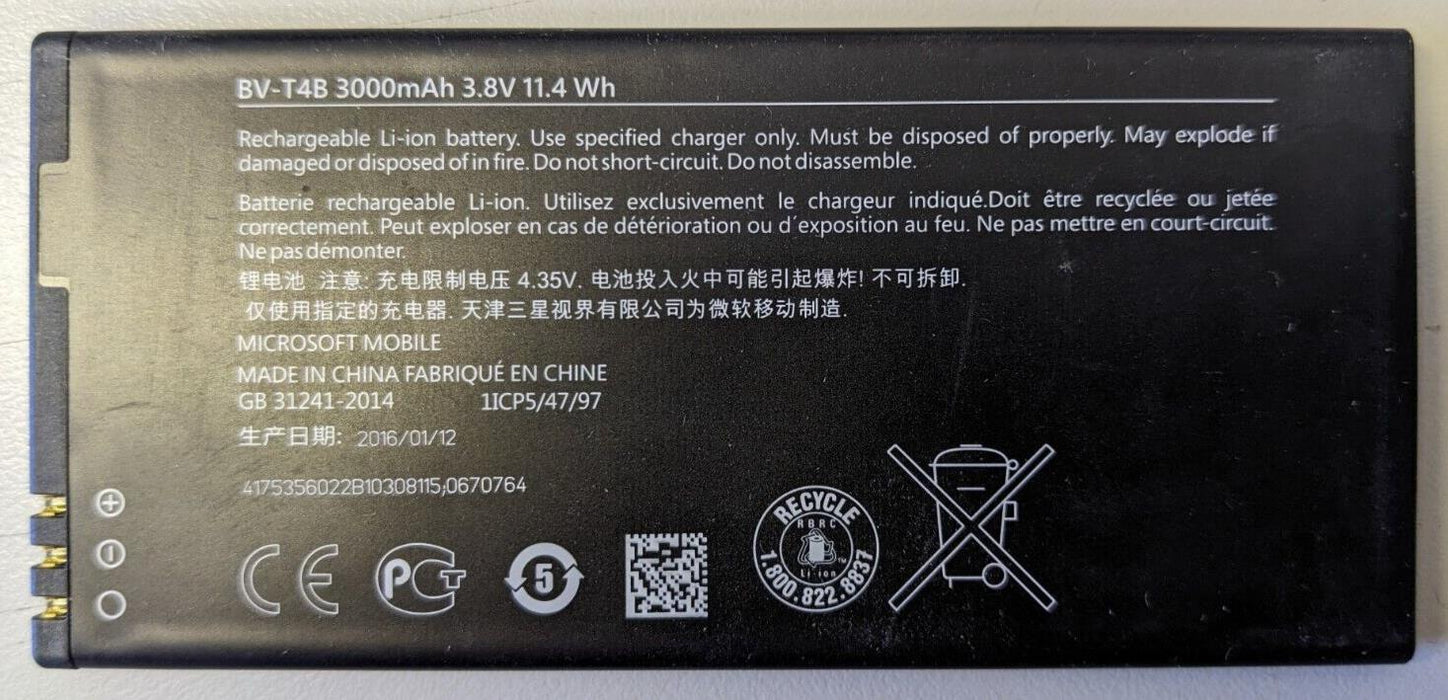 BV-T4B 3000mAh 3.8V 11.4 Wh
Rechargeable Li-ion battery. Use specified charger only. Must be disposed of properly. May explode if
damaged or disposed of in fire. Do not short-circuit. Do not disassemble.
Batterie rechargeable Li-ion. Utilisez exclusivement le chargeur indiqué.Doit être recyclée ou jetée
correctement. Peut exploser en cas de détérioration ou d´exposition au feu. Ne pas mettre en court-circuit.
Ne pas démonter.
锂电池 注意: 充电限制电压 4.35V. 电池投入火中可能引起爆炸! 不可拆卸.
仅使用指定的充电器. 天津三星视界有限公司为微软移动制造.
MICROSOFT MOBILE
MADE IN CHINA FABRIQUÉ EN CHINE
GB 31241-2014 1ICP5/47/97
生产日期: 2016/01/12
4175356022B10308115;0670764
CE PCT 5
RECYCLE
RBRC
TM
Li-ion
1.800.822.8837